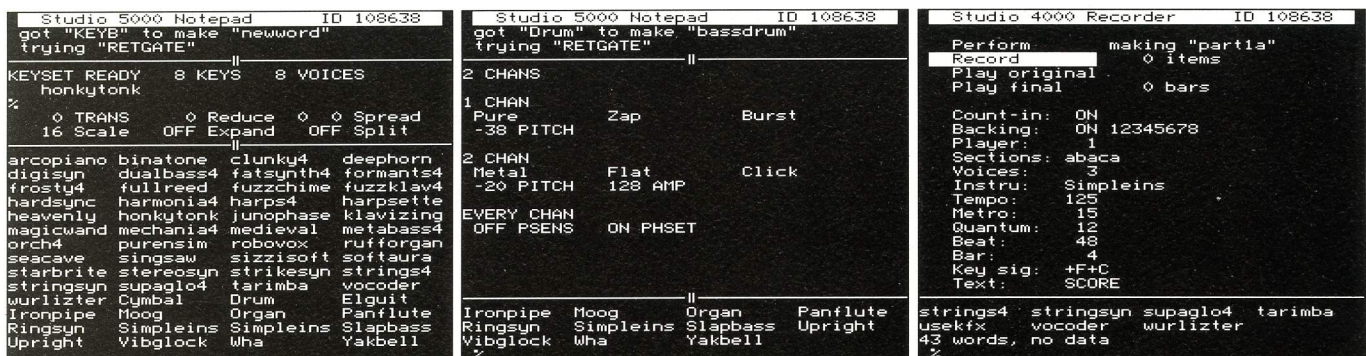 Studio 5000 Notepad ID 108638
got "KEYB" to make "newword"
trying "RETGATE"
KEYSET READY 8 KEYS 8 VOICES
honkytonk
%
0 TRANS 0 Reduce 0 0 Spread
16 Scale OFF Expand OFF Split
arcopiano binatone clunky4 deephorn
digisyn dualbass4 fatsynth4 formants4
frosty4 fullreed fuzzchime fuzzklav4
hardsync harmonia4 harps4 harpsette
heavenly honkytonk junophase klavizing
magicwand mechania4 medieval metabass4
orch4 purensim robovox rufforgan
seacave singsaw sizzisoft softaura
starbrite stereosyn strikesyn strings4
stringsyn supaglo4 tarimba vocoder
wurlizter Cymbal Drum Elguit
Ironpipe Moog Organ Panflute
Ringsyn Simpleins Simpleins Slapbass
Upright Vibglock Wha Yakbell
Studio 5000 Notepad ID 108638
got "Drum" to make "bassdrum"
trying "RETGATE"
2 CHANS
1 CHAN
Pure Zap Burst
-38 PITCH
2 CHAN
Metal Flat Click
-20 PITCH 128 AMP
EVERY CHAN
OFF PSENS ON PHSET
Ironpipe Moog Organ Panflute
Ringsyn Simpleins Slapbass Upright
Vibglock Wha Yakbell
%
Studio 4000 Recorder ID 108638
Perform making "part1a"
Record 0 items
Play original
Play final 0 bars
Count-in: ON
Backing: ON 12345678
Player: 1
Sections: abaca
Voices: 3
Instru: Simpleins
Tempo: 125
Metro: 15
Quantum: 12
Beat: 48
Bar: 4
Key sig: +F+C
Text: SCORE
strings4 stringsyn supaglo4 tarimba
usekfx vocoder wurlizter
43 words, no data
%